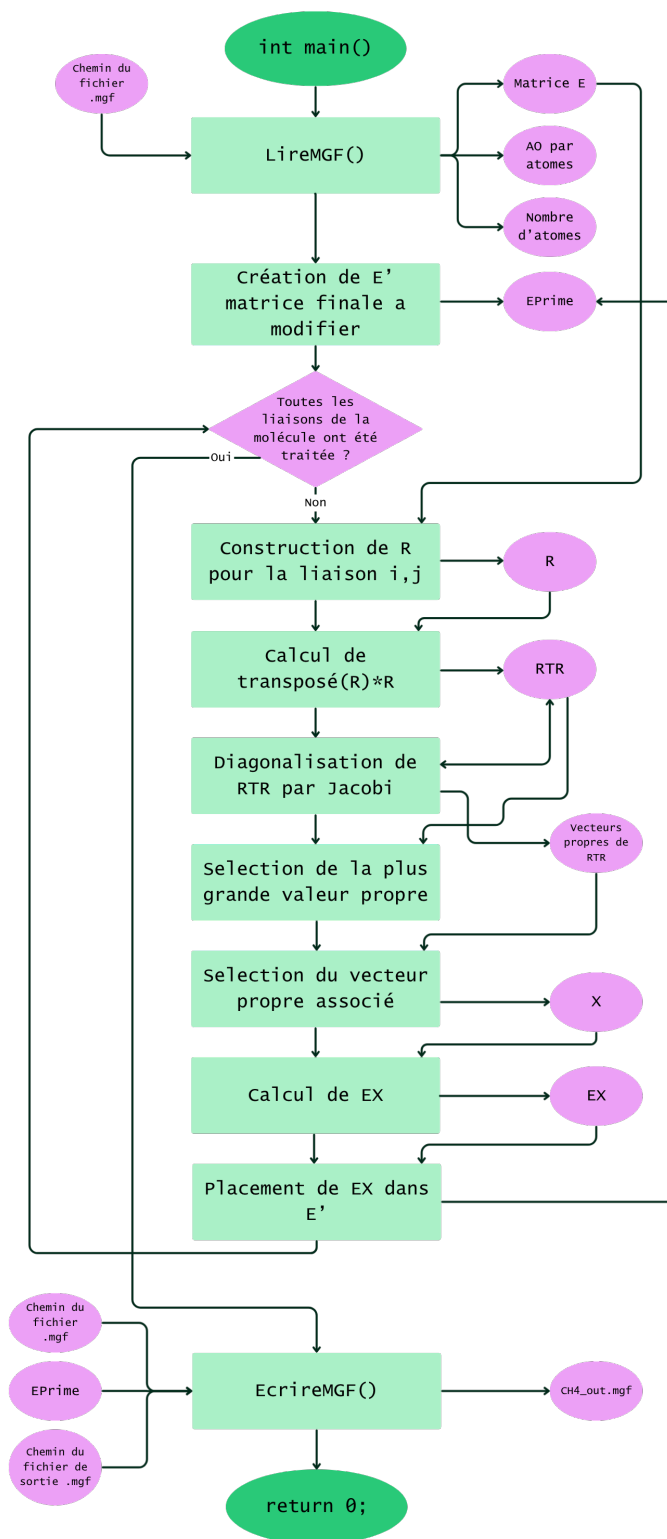 int main()
Chemin du
fichier
.mgf
Matrice E
LireMGF()
AO par
atomes
Nombre
d'atomes
Création de E’
matrice finale a
modifier
EPrime
Toutes les
liaisons de la
molécule ont été
traitée ?
Oui
Non
Construction de R
pour la liaison i,j
R
Calcul de
transposé(R)*R
RTR
Diagonalisation de
RTR par Jacobi
Vecteurs
propres de
RTR
Selection de la plus
grande valeur propre
Selection du vecteur
propre associé
X
Calcul de EX
EX
Placement de EX dans
E’
Chemin du
fichier
.mgf
EPrime
EcrireMGF()
CH4_out.mgf
Chemin du
fichier de
sortie .mgf
return 0;